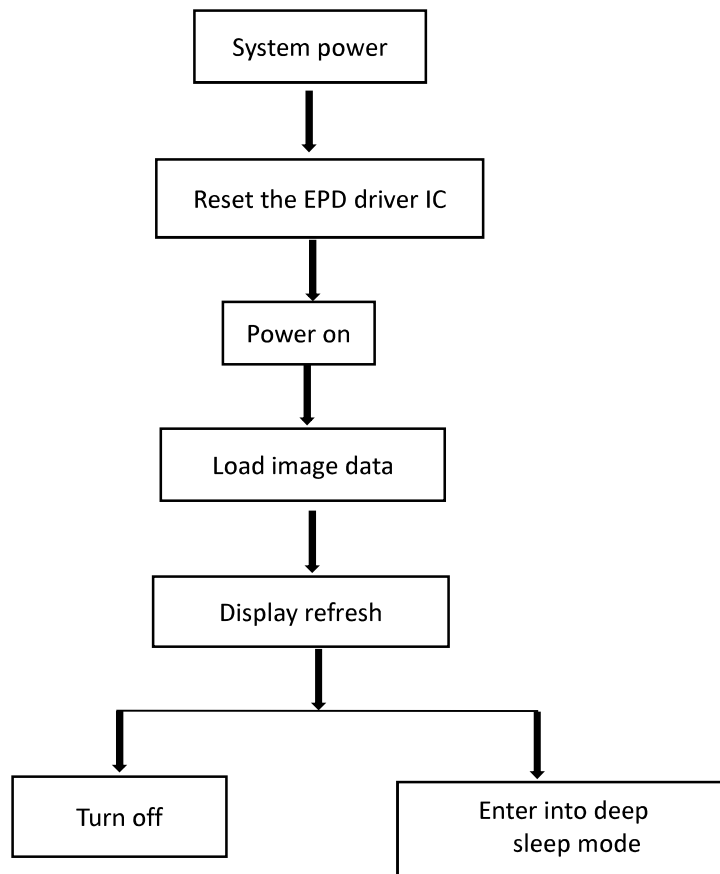 System power
Reset the EPD driver IC
Power on
Load image data
Display refresh
Turn off
Enter into deep
sleep mode